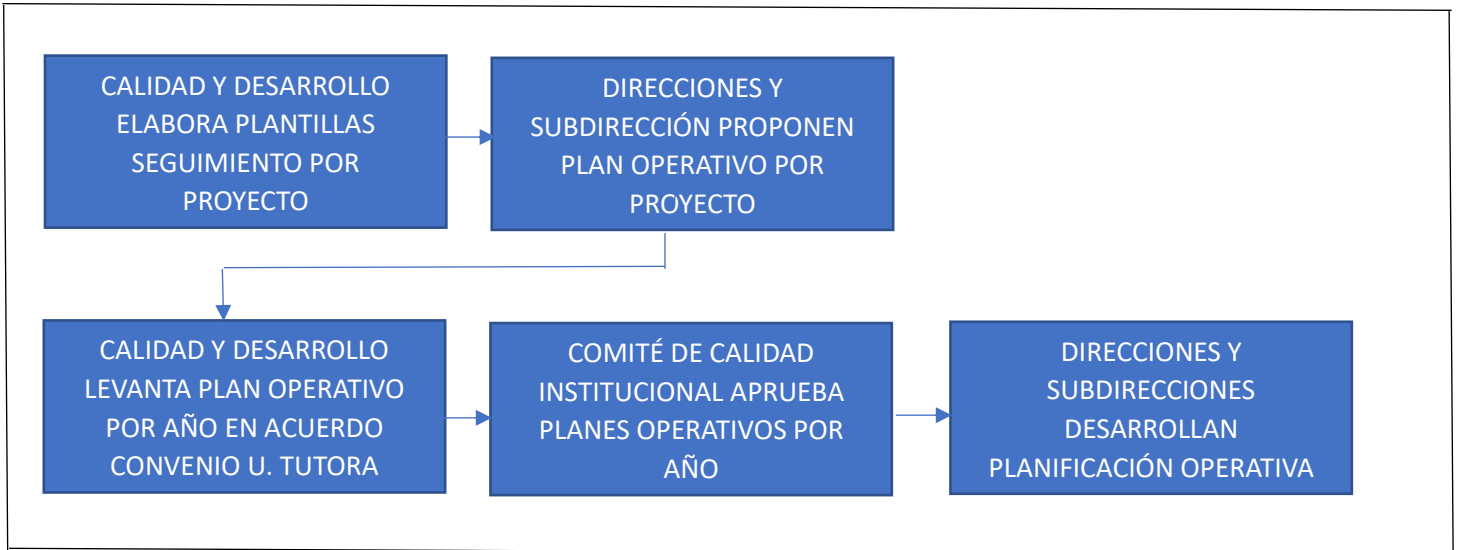 CALIDAD Y DESARROLLO
ELABORA PLANTILLAS
SEGUIMIENTO POR
PROYECTO
DIRECCIONES Y
SUBDIRECCIÓN PROPONEN
PLAN OPERATIVO POR
PROYECTO
CALIDAD Y DESARROLLO
LEVANTA PLAN OPERATIVO
POR AÑO EN ACUERDO
CONVENIO U. TUTORA
COMITÉ DE CALIDAD
INSTITUCIONAL APRUEBA
PLANES OPERATIVOS POR
AÑO
DIRECCIONES Y
SUBDIRECCIONES
DESARROLLAN
PLANIFICACIÓN OPERATIVA